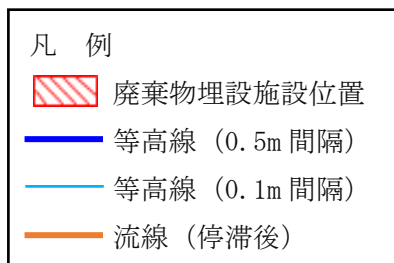 凡 例
廃棄物埋設施設位置
等高線 (0.5m 間隔)
等高線 (0.1m 間隔)
流線 (停滞後)